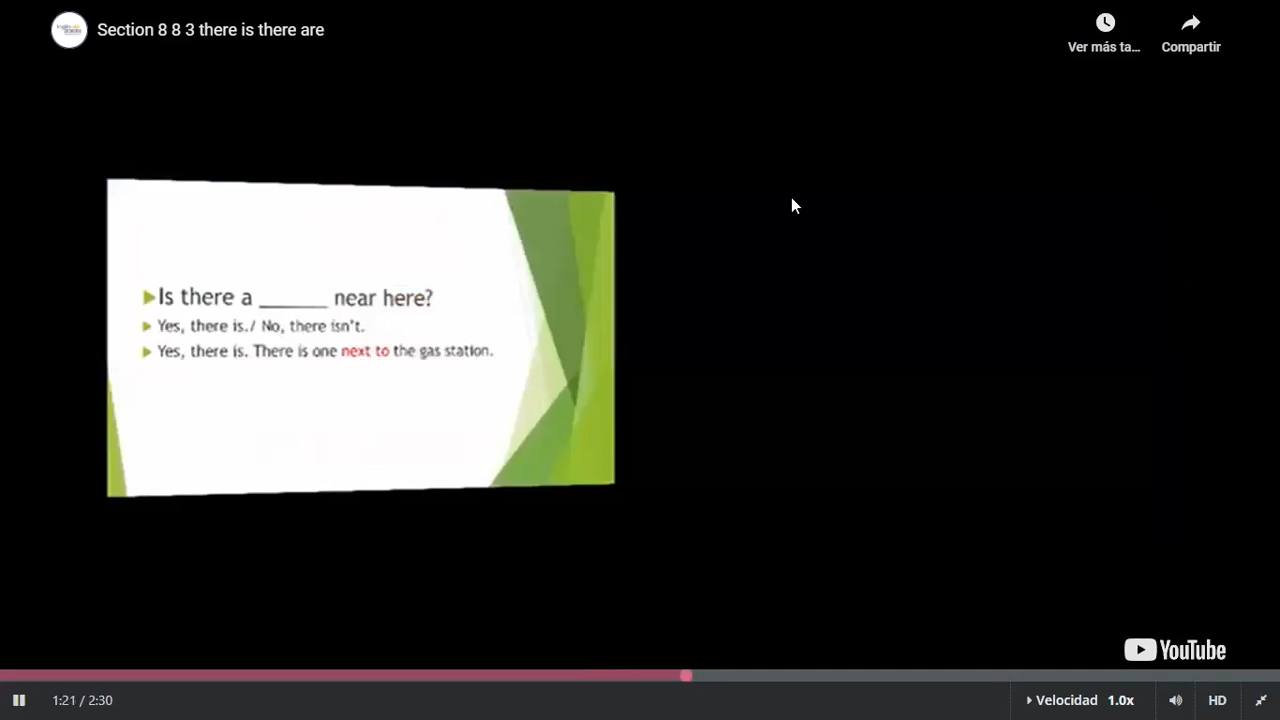 Section 8 8 3 there is there are
Ver más ta...
Compartir
Is there a ______ near here?
Yes, there is./ No, there isn't.
Yes, there is. There is one next to the gas station.
YouTube
1:21 / 2:30
Velocidad 1.0x
HD